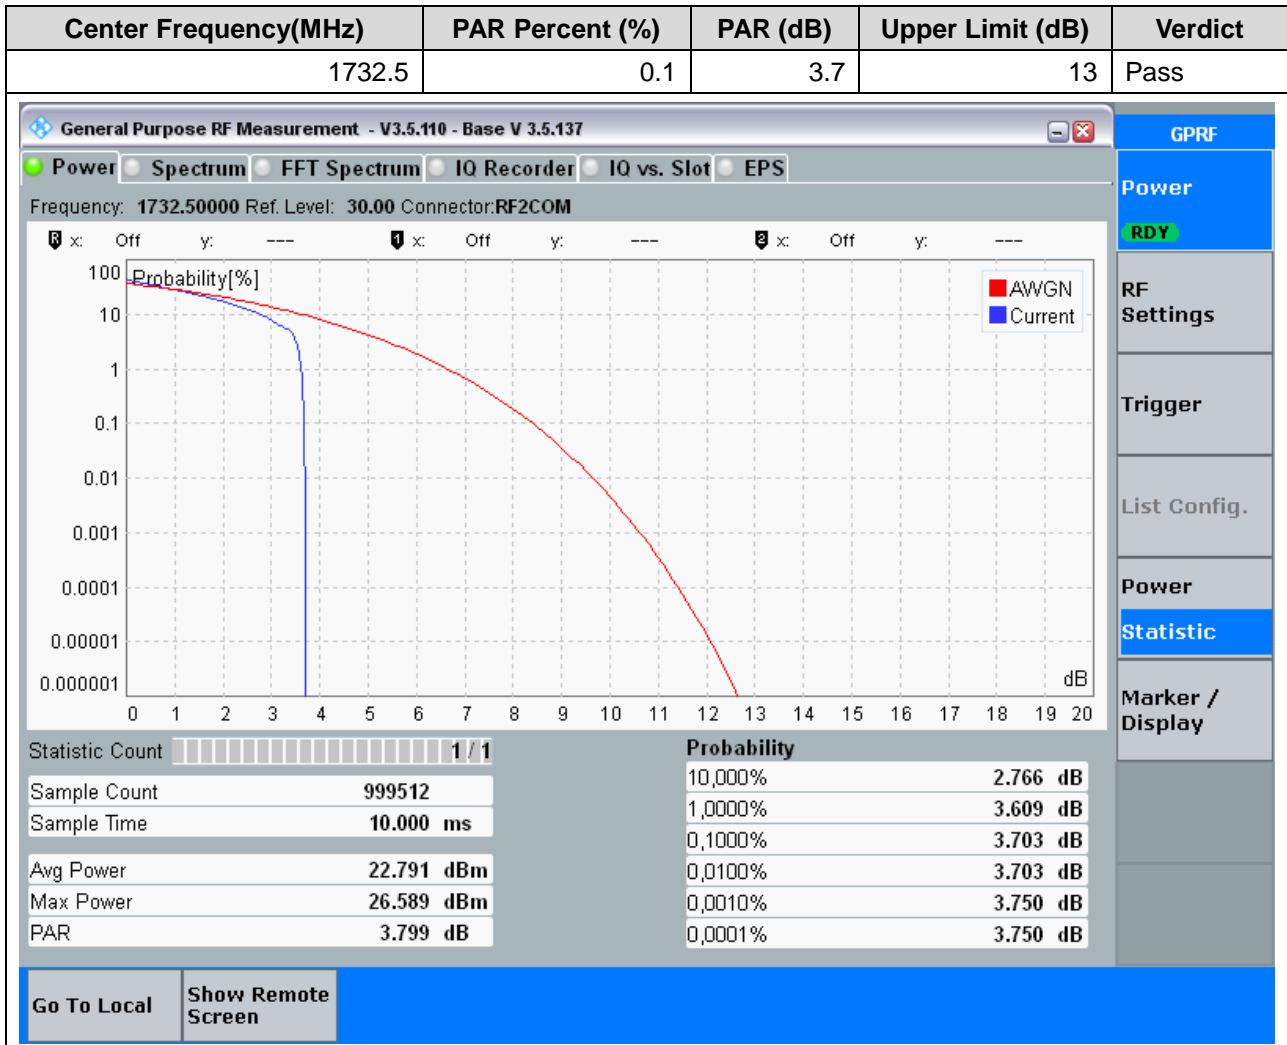 Center Frequency(MHz) PAR Percent (%) PAR (dB) Upper Limit (dB) Verdict
1732.5 0.1 3.7 13 Pass
General Purpose RF Measurement - V3.5.110 - Base V 3.5.137
GPRF
Power Spectrum FFT Spectrum IQ Recorder IQ vs. Slot EPS
Power
RDY
Frequency: 1732.50000 Ref. Level: 30.00 Connector:RF2COM
R x: Off y: --- 1 x: Off y: --- 2 x: Off y: ---
Probability[%]
AWGN
Current
100
10
1
0.1
0.01
0.001
0.0001
0.00001
0.000001
dB
0 1 2 3 4 5 6 7 8 9 10 11 12 13 14 15 16 17 18 19 20
RF
Settings
Trigger
List Config.
Power
Statistic
Marker /
Display
Statistic Count 1 / 1
Sample Count 999512
Sample Time 10.000 ms
Avg Power 22.791 dBm
Max Power 26.589 dBm
PAR 3.799 dB
Probability
10,000% 2.766 dB
1,0000% 3.609 dB
0,1000% 3.703 dB
0,0100% 3.703 dB
0,0010% 3.750 dB
0,0001% 3.750 dB
Go To Local
Show Remote
Screen